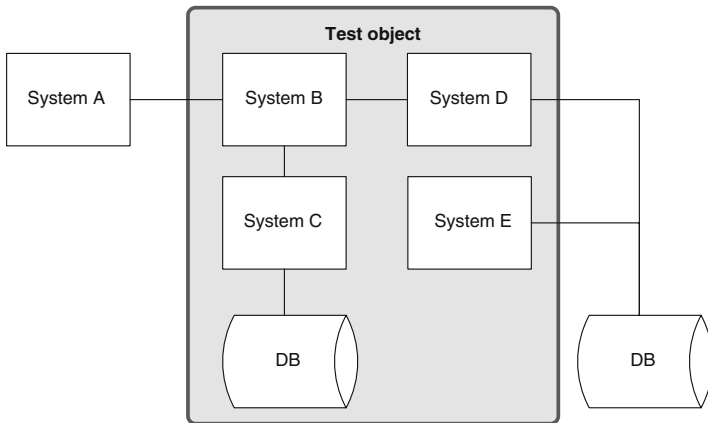 Test object
System A
System B
System D
System C
System E
DB
DB